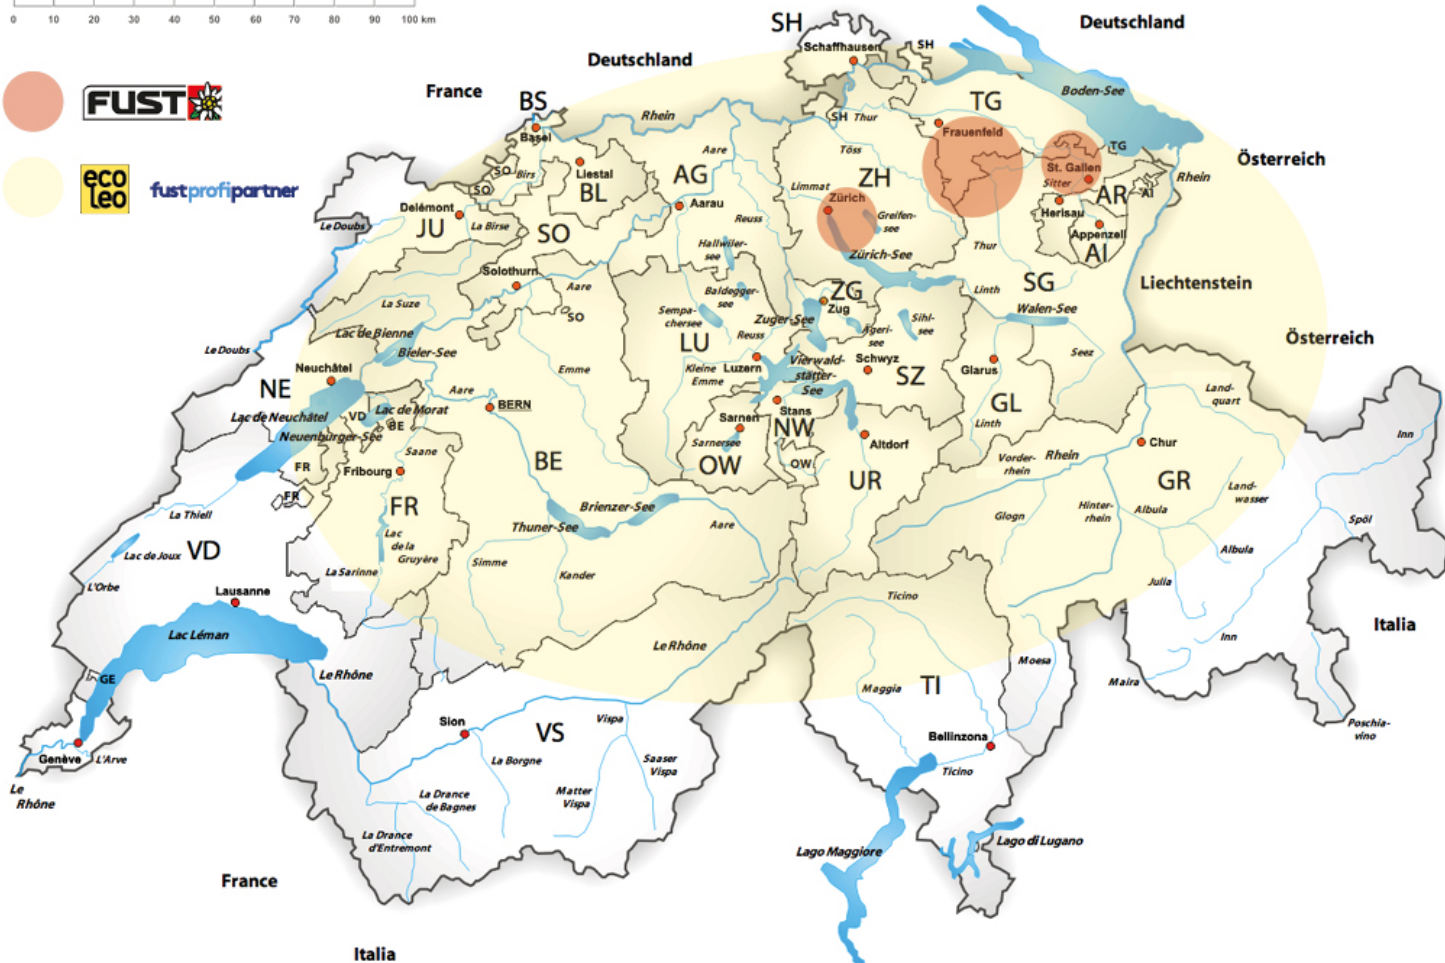 0 10 20 30 40 50 60 70 80 90 100 km
FUST
eco
leo
fustprofipartner
SH
Deutschland
Schaffhausen
SH
Deutschland
France
BS
Rhein
SH
Thur
TG
Boden-See
Basel
Frauenfeld
Aare
Töss
TG
Österreich
SO
Birs
SO
Liestal
BL
AG
ZH
St. Gallen
Sitter
Rhein
Limmat
Zürich
AR
AI
Delémont
JU
La Birse
Le Doubs
SO
Aarau
Reuss
Greifen-
see
Herisau
Appenzell
AI
Hallwiler-
see
Zürich-See
Thur
Solothurn
Aare
Baldegger-
see
ZG
Zug
Linth
SG
Liechtenstein
La Suze
SO
Sempa-
chersee
Zuger-See
Ägeri-
see
Sihl-
see
Walen-See
Lac de Bienne
Bieler-See
Reuss
LU
Luzern
Vierwald-
stätter-
See
Schwyz
SZ
Glarus
Seez
Österreich
Le Doubs
Neuchâtel
NE
Emme
Kleine
Emme
Aare
BERN
Lac de Neuchâtel
Neuenburger-See
VD
Lac de Morat
BE
Sarnen
Stans
NW
GL
Linth
Land-
quart
Sarnersee
OW
OW
Altdorf
UR
Chur
Inn
FR
Fribourg
Saane
BE
Vorder-
rhein
Rhein
GR
Land-
wasser
FR
FR
La Thiell
Brienzer-See
Thuner-See
Aare
Glogn
Hinter-
rhein
Albula
Spöl
Lac
de la
Gruyère
Lac de Joux
VD
L'Orbe
La Sarinne
Simme
Kander
Albula
Julia
Lausanne
Lac Léman
Ticino
Italia
Inn
Le Rhône
Le Rhône
Moesa
Maira
GE
Maggia
TI
Poschia-
vino
Genève
L'Arve
Sion
VS
Vispa
Bellinzona
La Borgne
Saaser
Vispa
Ticino
Le
Rhône
La Drance
de Bagnes
Matter
Vispa
La Drance
d'Entremont
Lago Maggiore
Lago di Lugano
France
Italia